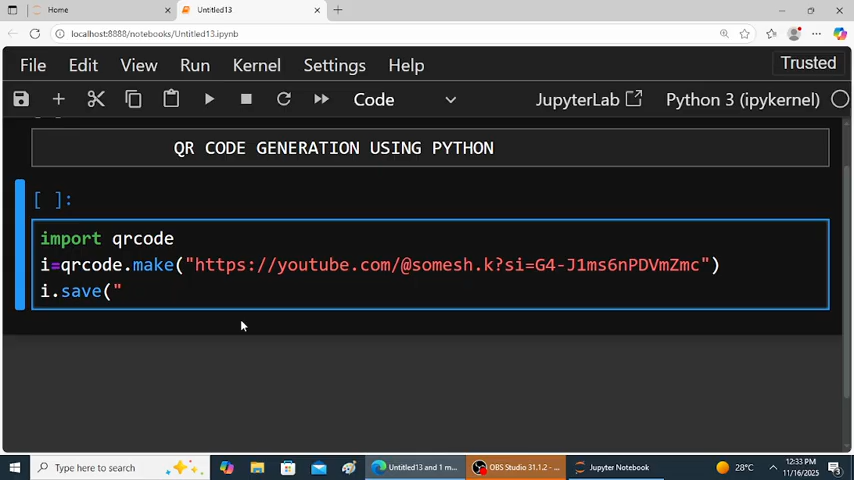 Home
Untitled13
localhost:8888/notebooks/Untitled13.ipynb
File Edit View Run Kernel Settings Help Trusted
Code JupyterLab Python 3 (ipykernel)
QR CODE GENERATION USING PYTHON
[ ]:
import qrcode
i=qrcode.make("https://youtube.com/@somesh.k?si=G4-J1ms6nPDVmZmc")
i.save("
Type here to search Untitled13 and 1 m... OBS Studio 31.1.2 - ... Jupyter Notebook 28°C 12:33 PM
11/16/2025 3